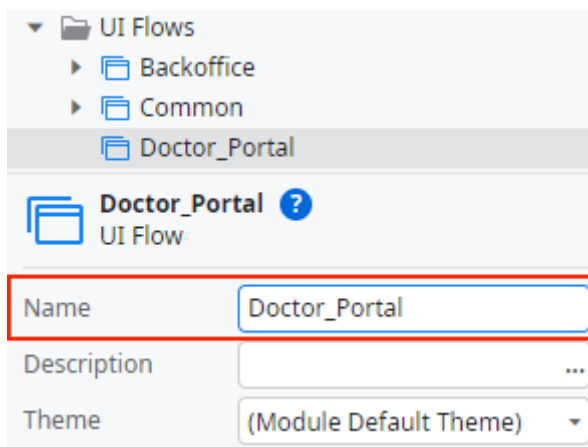 UI Flows
Backoffice
Common
Doctor_Portal
Doctor_Portal ?
UI Flow
Name Doctor_Portal
Description ...
Theme (Module Default Theme)